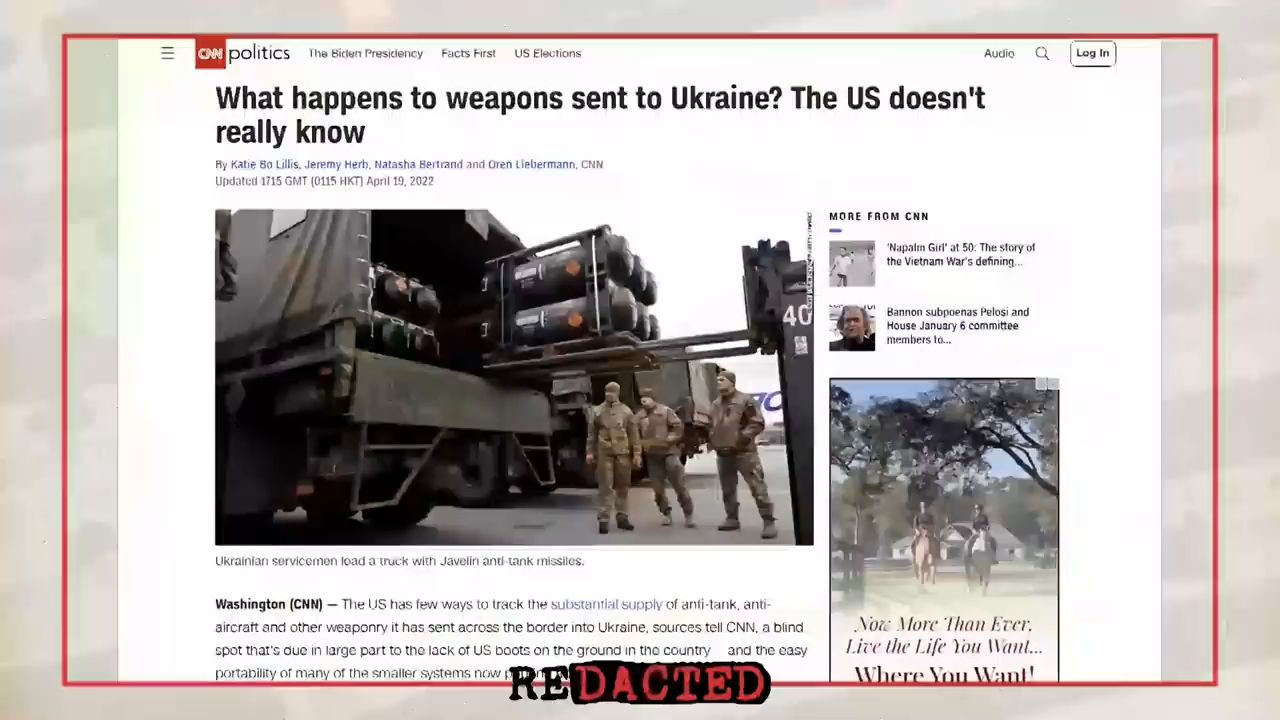 CNN politics The Biden Presidency Facts First US Elections Audio Log In
What happens to weapons sent to Ukraine? The US doesn't
really know
By Katie Bo Lillis, Jeremy Herb, Natasha Bertrand and Oren Liebermann, CNN
Updated 1715 GMT (0115 HKT) April 19, 2022
40
Ukrainian servicemen load a truck with Javelin anti-tank missiles.
Washington (CNN) — The US has few ways to track the substantial supply of anti-tank, anti-
aircraft and other weaponry it has sent across the border into Ukraine, sources tell CNN, a blind
spot that's due in large part to the lack of US boots on the ground in the country and the easy
portability of many of the smaller systems now
MORE FROM CNN
'Napalm Girl' at 50: The story of
the Vietnam War's defining...
Bannon subpoenas Pelosi and
House January 6 committee
members to...
Now More Than Ever,
Live the Life You Want...
Where You Want!
REDACTED